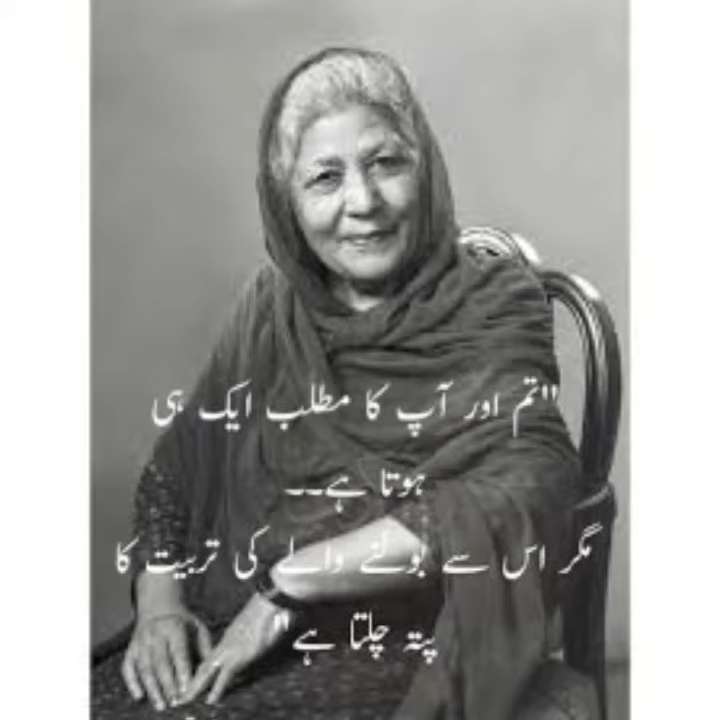 "تم اور آپ کا مطلب ایک ہی
ہوتا ہے۔۔
مگر اس سے بولنے والے کی تربیت کا
پتہ چلتا ہے"